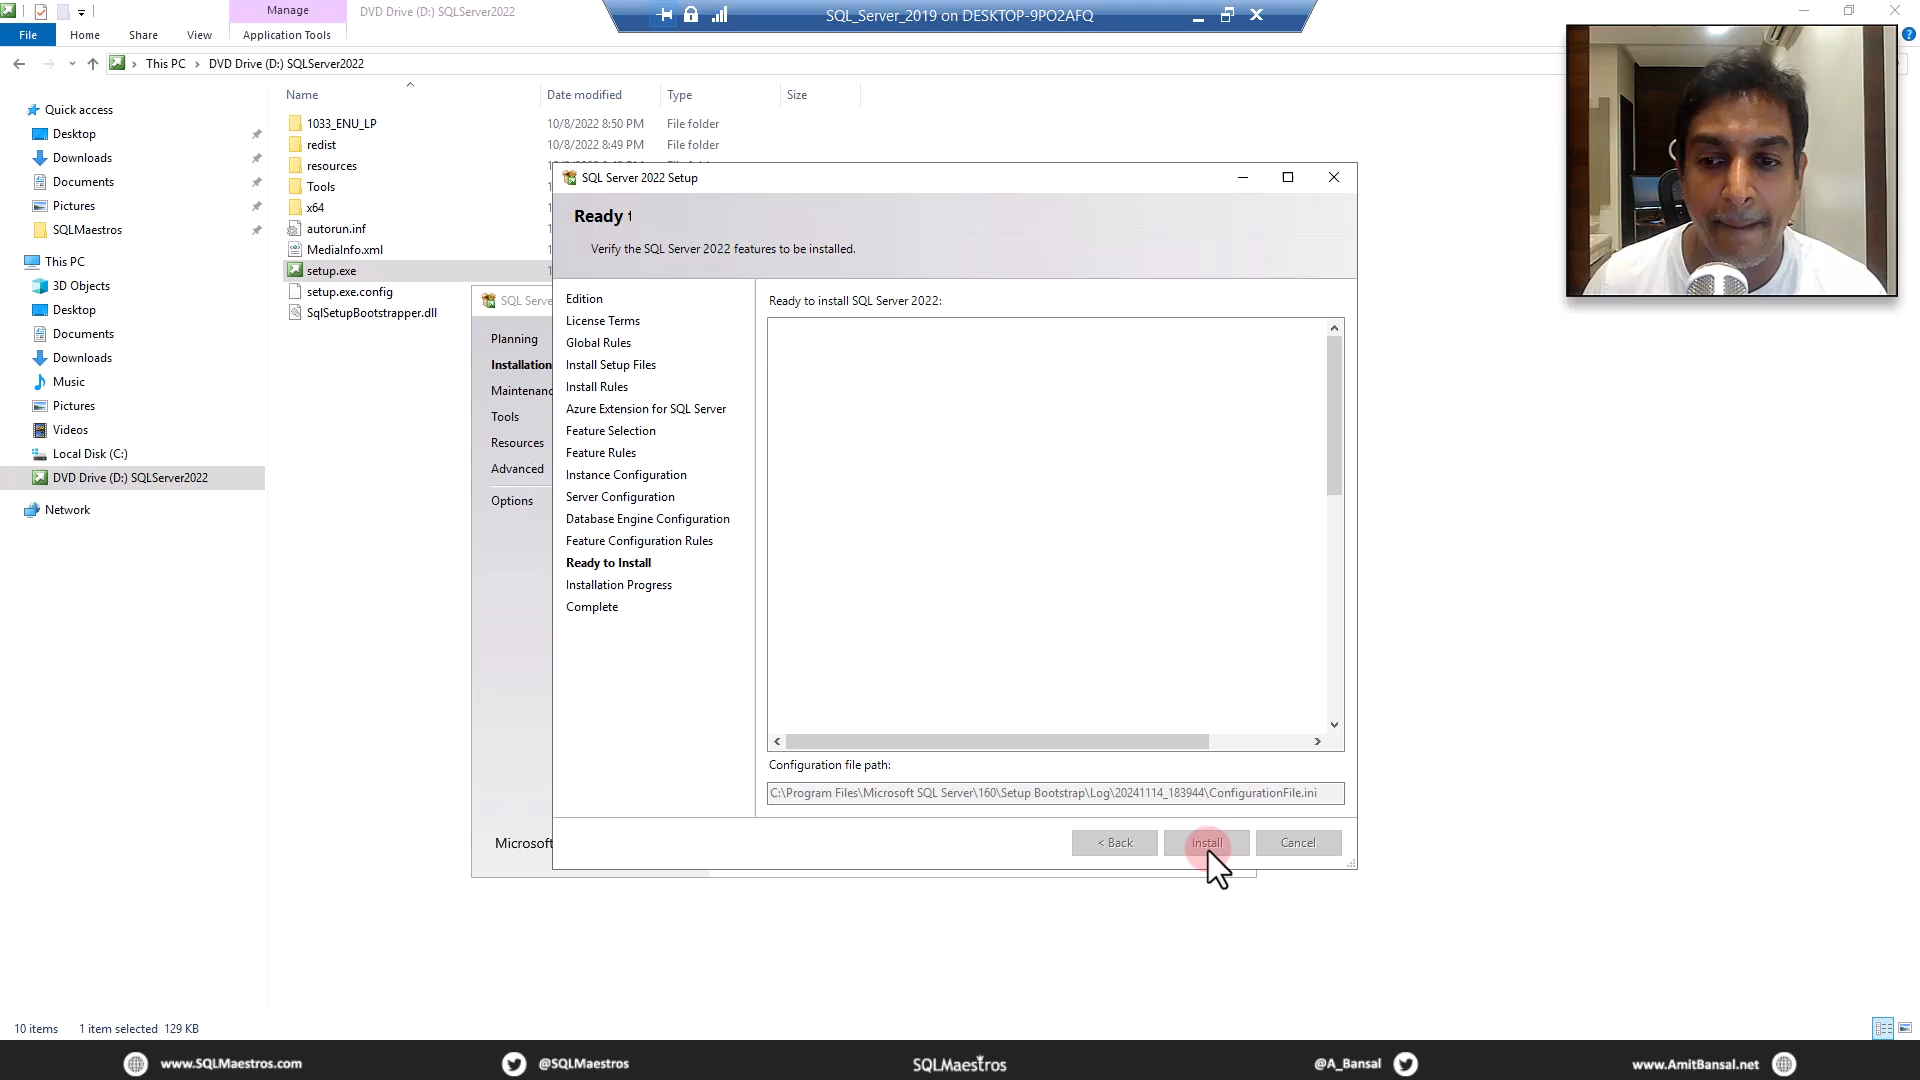 Manage
DVD Drive (D:) SQLServer2022
SQL_Server_2019 on DESKTOP-9PO2AFQ
File
Home
Share
View
Application Tools
This PC > DVD Drive (D:) SQLServer2022
Name
Date modified
Type
Size
Quick access
Desktop
Downloads
Documents
Pictures
SQLMaestros
This PC
3D Objects
Desktop
Documents
Downloads
Music
Pictures
Videos
Local Disk (C:)
DVD Drive (D:) SQLServer2022
Network
1033_ENU_LP 10/8/2022 8:50 PM File folder
redist 10/8/2022 8:49 PM File folder
resources
Tools
x64
autorun.inf
MediaInfo.xml
setup.exe
setup.exe.config
SqlSetupBootstrapper.dll
SQL Serve
Planning
Installation
Maintenanc
Tools
Resources
Advanced
Options
Microsoft
SQL Server 2022 Setup
Ready t
Verify the SQL Server 2022 features to be installed.
Edition
License Terms
Global Rules
Install Setup Files
Install Rules
Azure Extension for SQL Server
Feature Selection
Feature Rules
Instance Configuration
Server Configuration
Database Engine Configuration
Feature Configuration Rules
Ready to Install
Installation Progress
Complete
Ready to install SQL Server 2022:
Configuration file path:
C:\Program Files\Microsoft SQL Server\160\Setup Bootstrap\Log\20241114_183944\ConfigurationFile.ini
< Back
Install
Cancel
10 items
1 item selected 129 KB
www.SQLMaestros.com
@SQLMaestros
SQLMaestros
@A_Bansal
www.AmitBansal.net